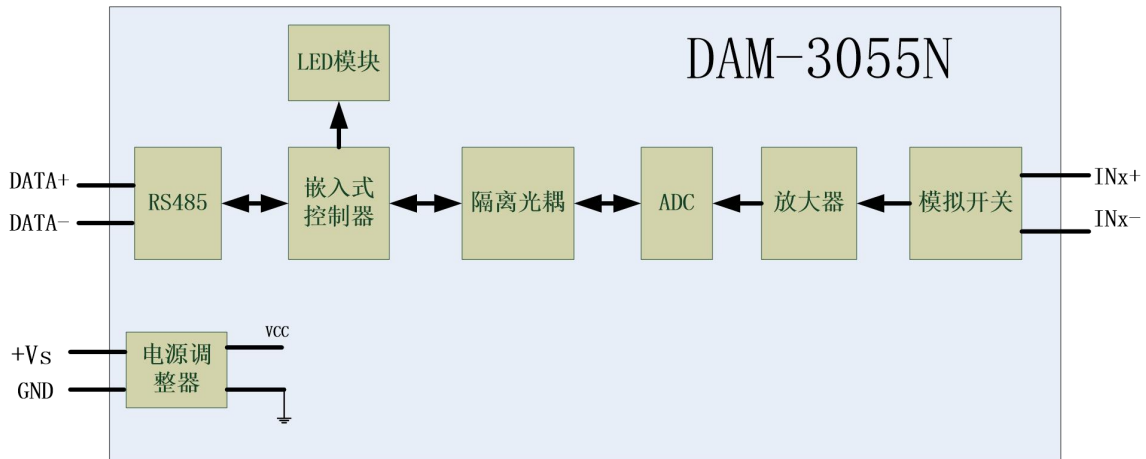 DAM-3055N
LED模块
DATA+
DATA-
RS485
嵌入式
控制器
隔离光耦
ADC
放大器
模拟开关
INx+
INx-
+Vs
GND
电源调
整器
VCC